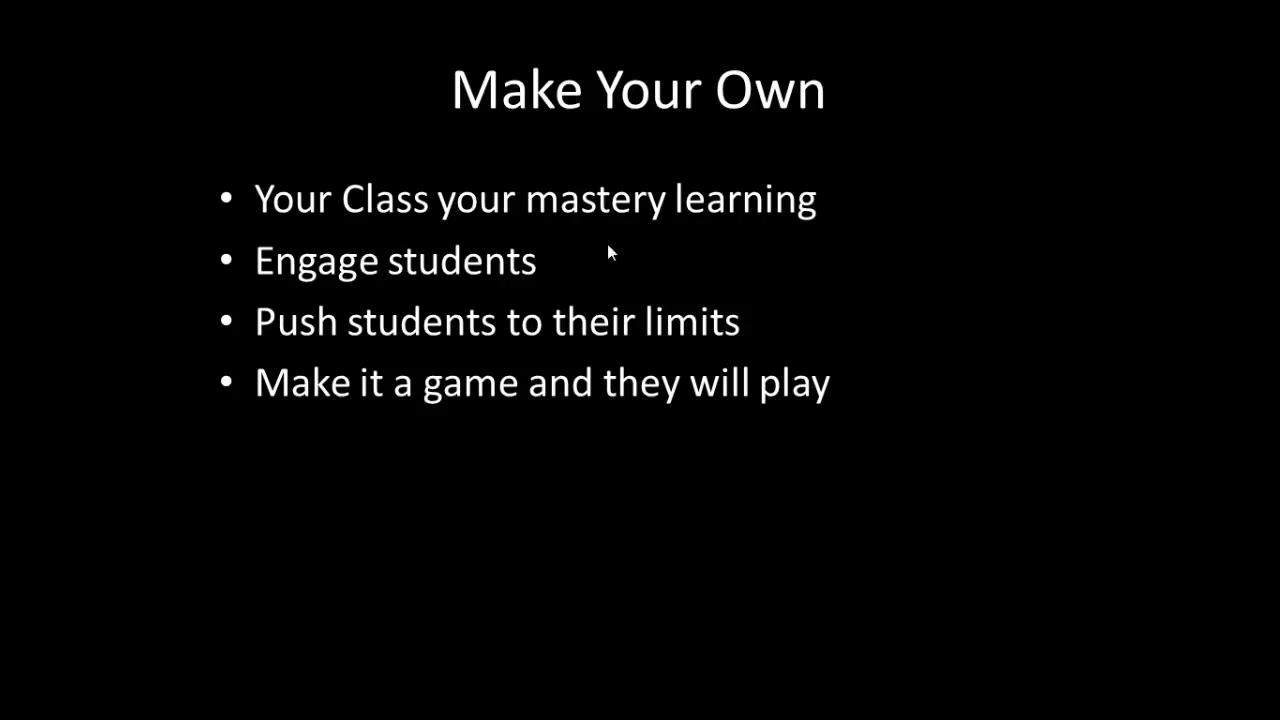 Make Your Own
• Your Class your mastery learning
• Engage students
• Push students to their limits
• Make it a game and they will play